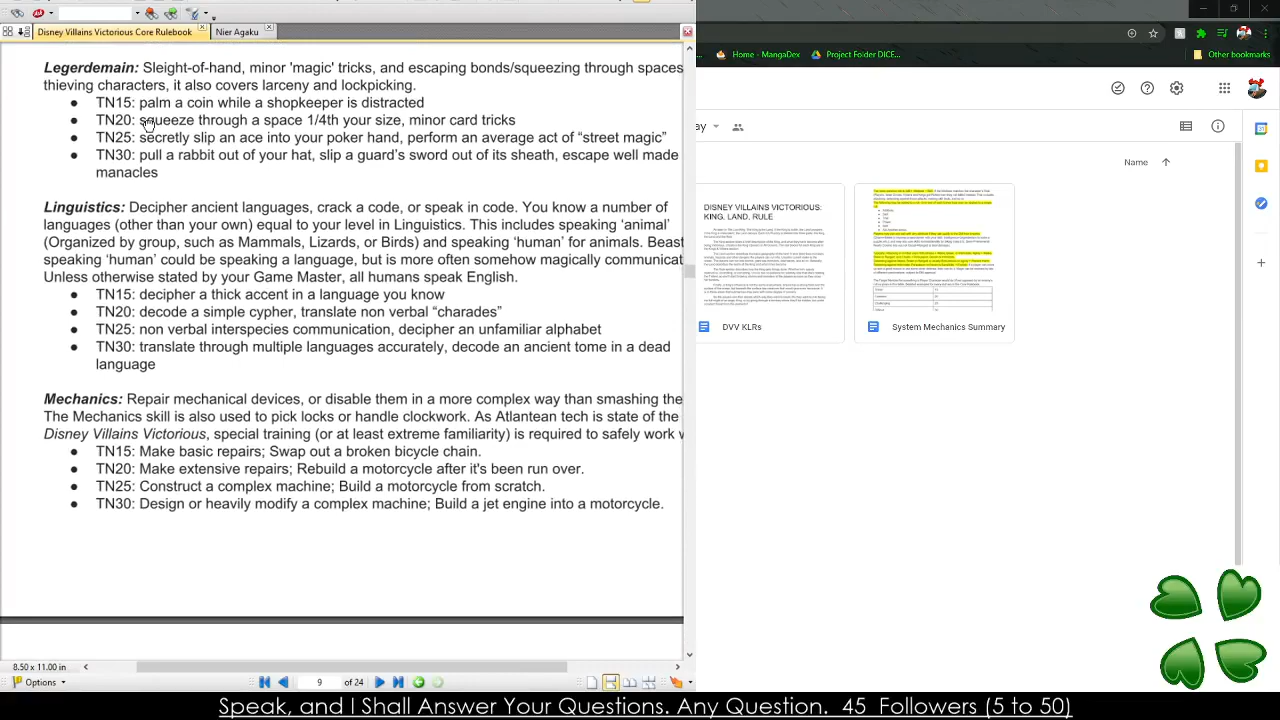 Disney Villains Victorious Core Rulebook
Nier Agaku
Legerdemain: Sleignt-of-hand, minor 'magic' tricks, and escaping bonds/squeezing through spaces
thieving characters, it also covers larceny and lockpicking.
● TN15: palm a coin while a shopkeeper is distracted
● TN20: squeeze through a space 1/4th your size, minor card tricks
● TN25: secretly slip an ace into your poker hand, perform an average act of “street magic”
● TN30: pull a rabbit out of your hat, slip a guard’s sword out of its sheath, escape well made
manacles
Linguistics: Decipher strange languages, crack a code, or speak in code. You know a number of
languages (other than your own) equal to your level in Linguistics. This includes speaking ‘animal’
(Organized by group, such as Mammals, Lizards, or Birds) and speaking ‘human’ for animals. Beas
speaking ‘human’ could be speaking a language, but is more often somehow magically communicat
Unless otherwise stated by your Game Master, all humans speak English.
● TN15: decipher a thick accent in a language you know
● TN20: decode a simple cypher, translate non verbal “charades”
● TN25: non verbal interspecies communication, decipher an unfamiliar alphabet
● TN30: translate through multiple languages accurately, decode an ancient tome in a dead
language
Mechanics: Repair mechanical devices, or disable them in a more complex way than smashing the
The Mechanics skill is also used to pick locks or handle clockwork. As Atlantean tech is state of the
Disney Villains Victorious, special training (or at least extreme familiarity) is required to safely work w
● TN15: Make basic repairs; Swap out a broken bicycle chain.
● TN20: Make extensive repairs; Rebuild a motorcycle after it's been run over.
● TN25: Construct a complex machine; Build a motorcycle from scratch.
● TN30: Design or heavily modify a complex machine; Build a jet engine into a motorcycle.
8.50 x 11.00 in
Options
9 of 24
Home - MangaDex
Project Folder DICE...
Other bookmarks
ay
Name
DISNEY VILLAINS VICTORIOUS:
KING, LAND, RULE
DVV KLRs
System Mechanics Summary
Speak, and I Shall Answer Your Questions. Any Question. 45 Followers (5 to 50)